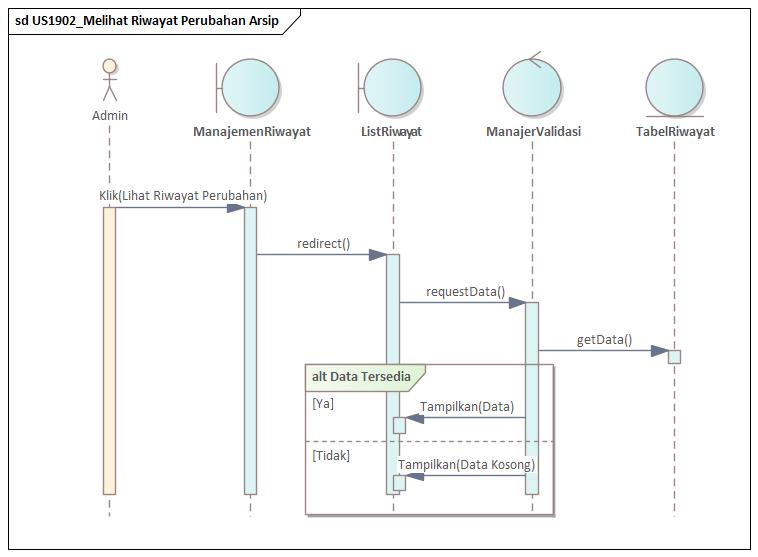 sd US1902_Melihat Riwayat Perubahan Arsip
Admin
ManajemenRiwayat
ListRiwayat
ManajerValidasi
TabelRiwayat
Klik(Lihat Riwayat Perubahan)
redirect()
requestData()
getData()
alt Data Tersedia
[Ya]
Tampilkan(Data)
[Tidak]
Tampilkan(Data Kosong)